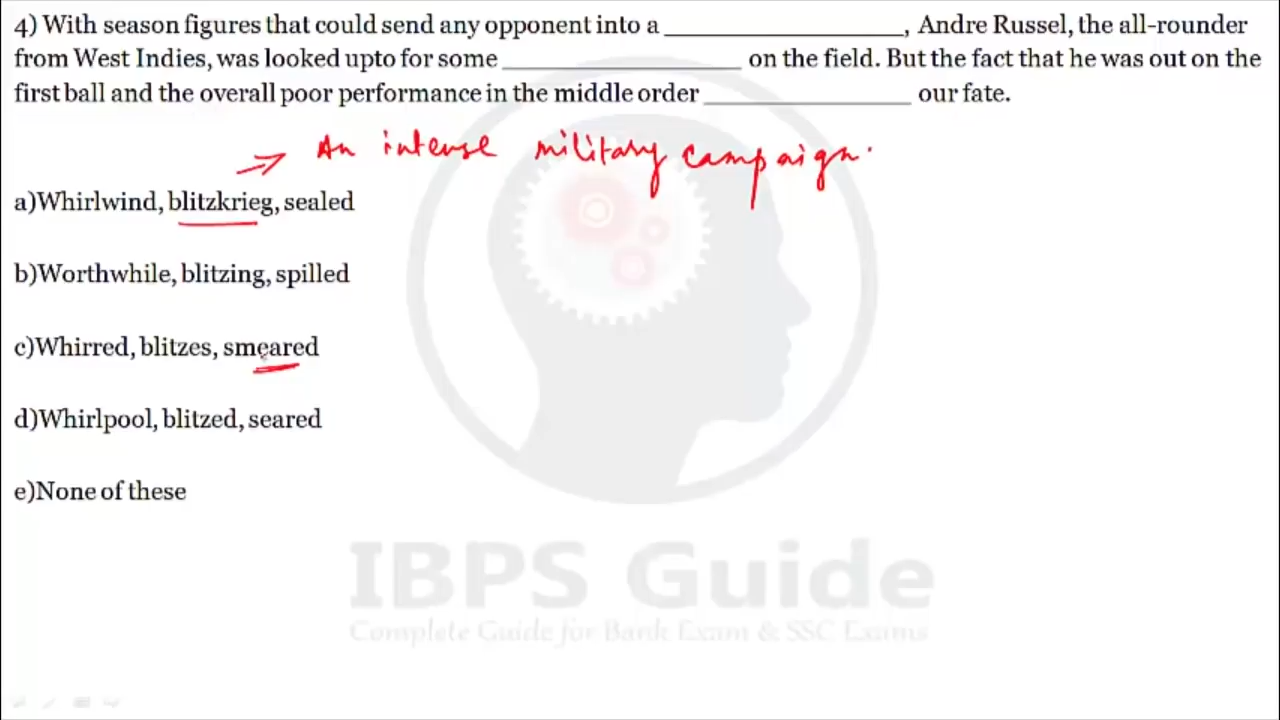 4) With season figures that could send any opponent into a ____________________, Andre Russel, the all-rounder
from West Indies, was looked upto for some ____________________ on the field. But the fact that he was out on the
first ball and the overall poor performance in the middle order _________________ our fate.
An intense military campaign.
a)Whirlwind, blitzkrieg, sealed
b)Worthwhile, blitzing, spilled
c)Whirred, blitzes, smeared
d)Whirlpool, blitzed, seared
e)None of these
IBPS Guide
Complete Guide for Bank Exam & SSC Exams